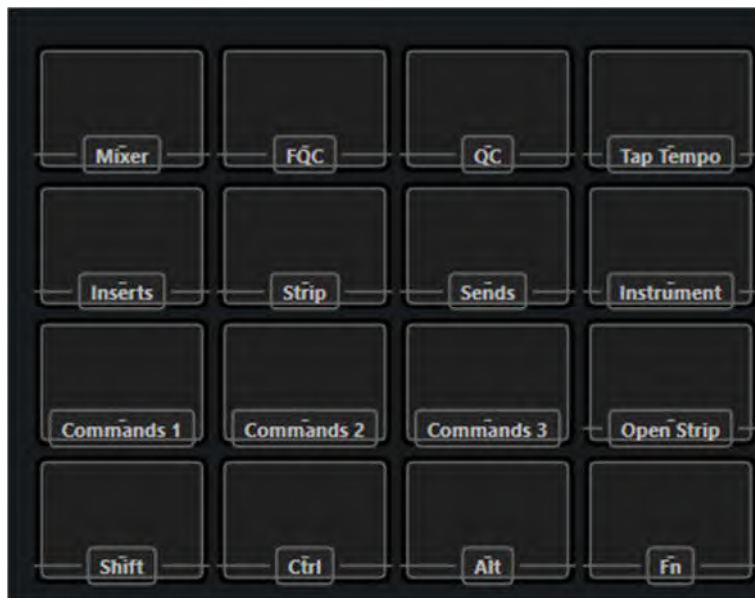 Mixer FQC QC Tap Tempo
Inserts Strip Sends Instrument
Commands 1 Commands 2 Commands 3 Open Strip
Shift Ctrl Alt Fn